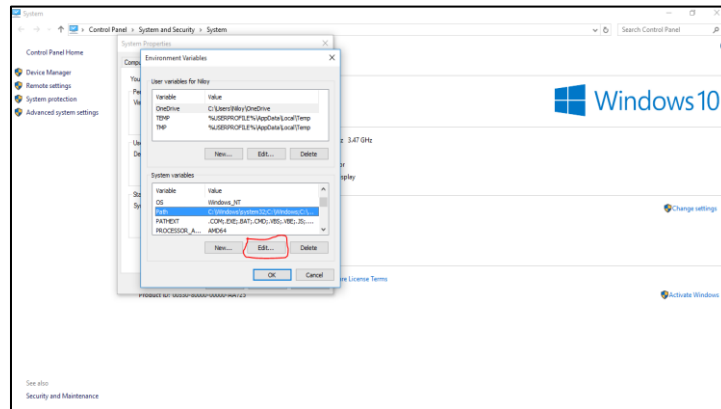 System
Control Panel > System and Security > System
Search Control Panel
Control Panel Home
Device Manager
Remote settings
System protection
Advanced system settings
See also
Security and Maintenance
System Properties
Environment Variables
User variables for Niloy
Variable Value
OneDrive C:\Users\Niloy\OneDrive
TEMP %USERPROFILE%\AppData\Local\Temp
TMP %USERPROFILE%\AppData\Local\Temp
New... Edit... Delete
System variables
Variable Value
OS Windows_NT
Path C:\Windows\system32;C:\Windows;C:\...
PATHEXT .COM;.EXE;.BAT;.CMD;.VBS;.VBE;.JS;....
PROCESSOR_A... AMD64
New... Edit... Delete
OK Cancel
Windows 10
3.47 GHz
Change settings
re License Terms
Activate Windows